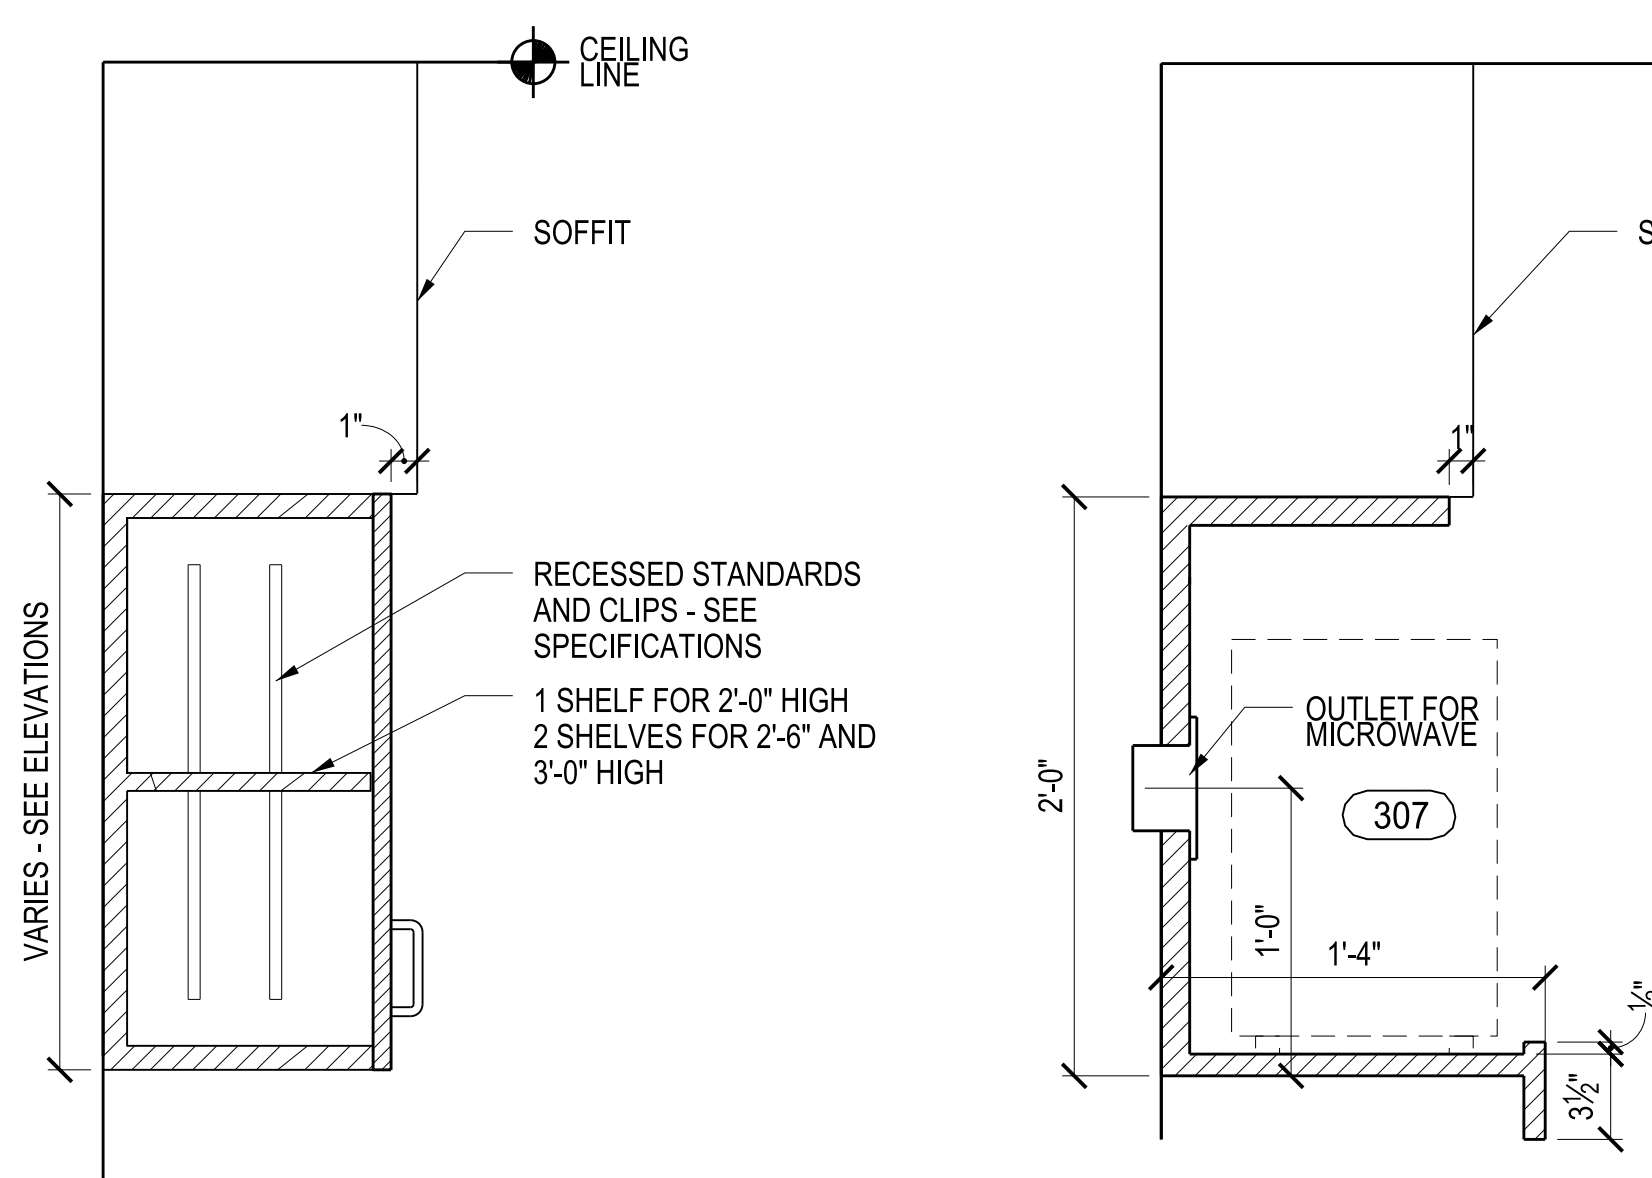 CEILING
LINE
SOFFIT
1"
VARIES - SEE ELEVATIONS
RECESSED STANDARDS
AND CLIPS - SEE
SPECIFICATIONS
1 SHELF FOR 2'-0" HIGH
2 SHELVES FOR 2'-6" AND
3'-0" HIGH
S
1"
2'-0"
OUTLET FOR
MICROWAVE
307
1'-0"
1'-4"
½"
3½"